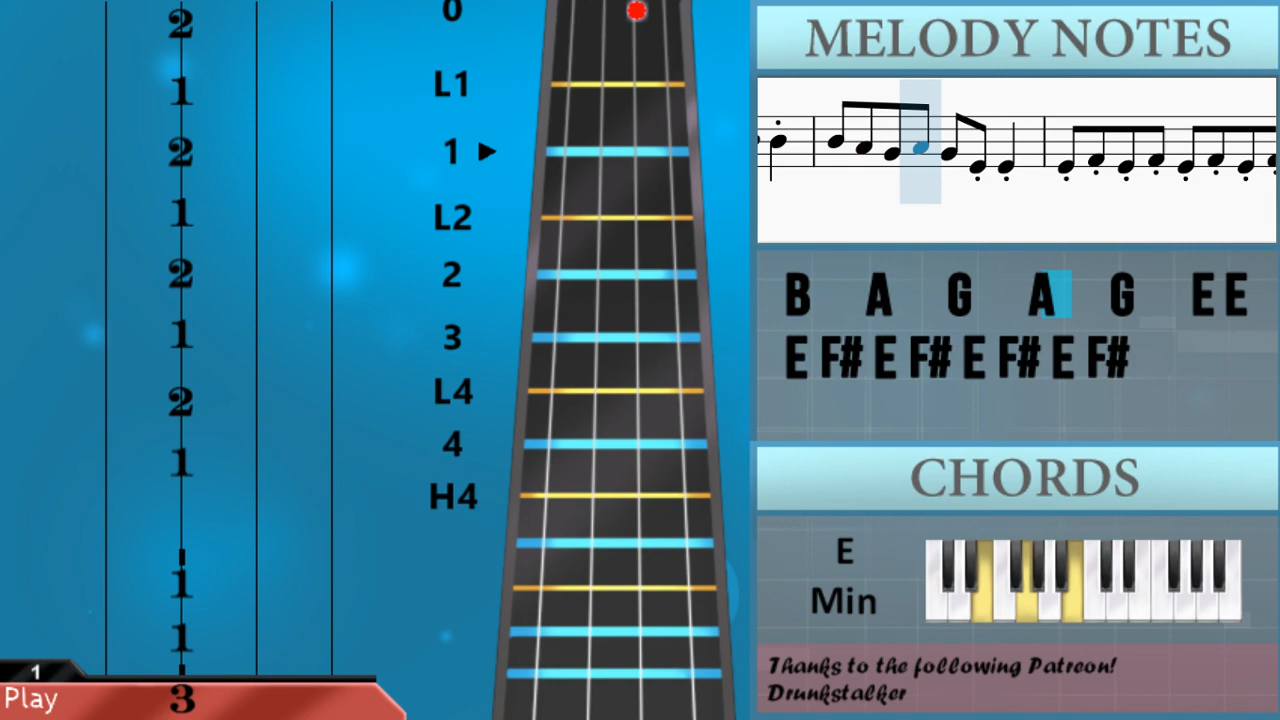 2
1
2
1
2
1
2
1
1
1
3
1
Play
0
L1
1
L2
2
3
L4
4
H4
MELODY NOTES
B A G A G E E
E F# E F# E F# E F#
CHORDS
E
Min
Thanks to the following Patreon!
Drunkstalker